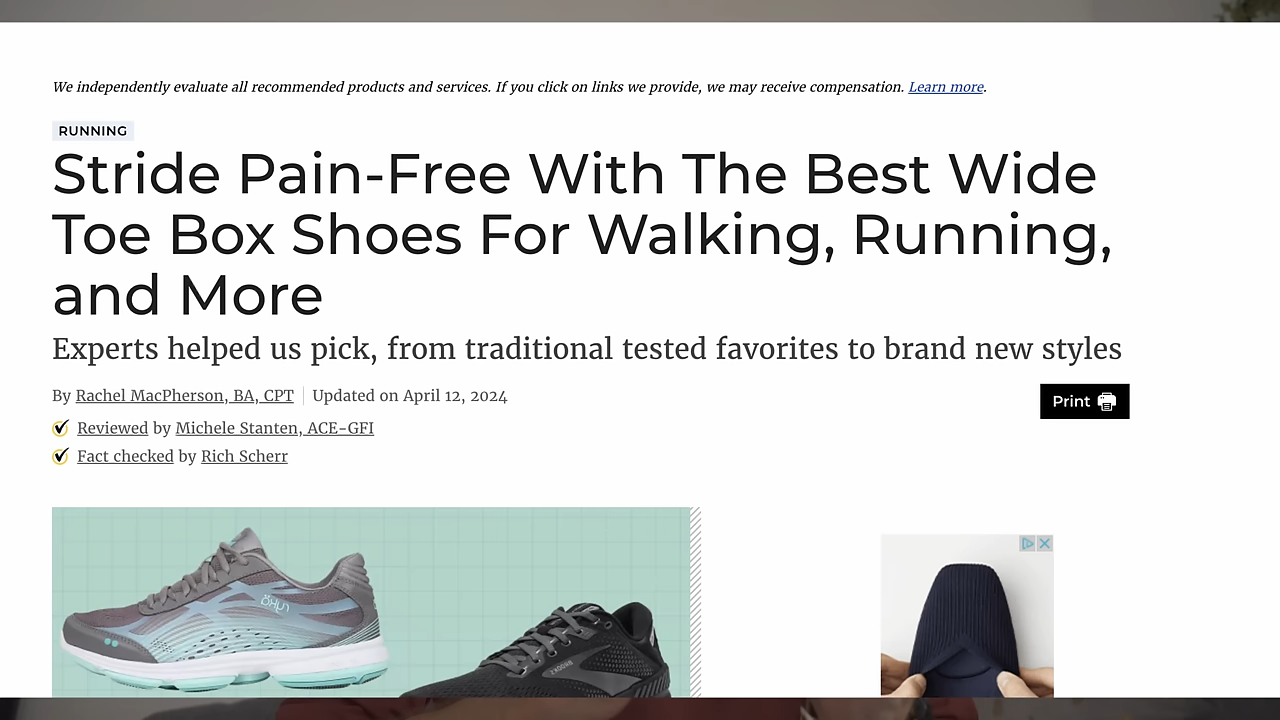 We independently evaluate all recommended products and services. If you click on links we provide, we may receive compensation. Learn more.
RUNNING
Stride Pain-Free With The Best Wide
Toe Box Shoes For Walking, Running,
and More
Experts helped us pick, from traditional tested favorites to brand new styles
By Rachel MacPherson, BA, CPT Updated on April 12, 2024
Print
Reviewed by Michele Stanten, ACE-GFI
Fact checked by Rich Scherr